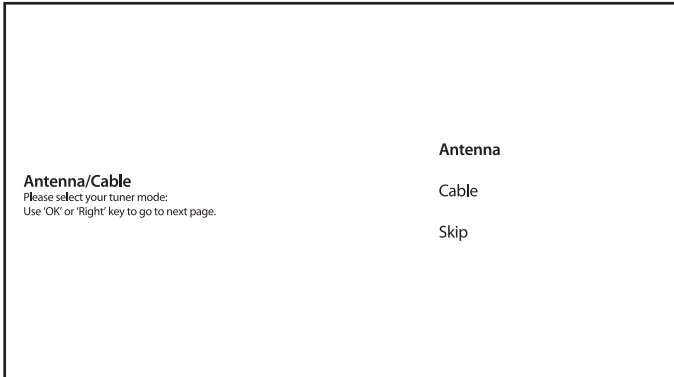 Antenna/Cable
Please select your tuner mode:
Use ‘OK’ or ‘Right’ key to go to next page.
Antenna
Cable
Skip